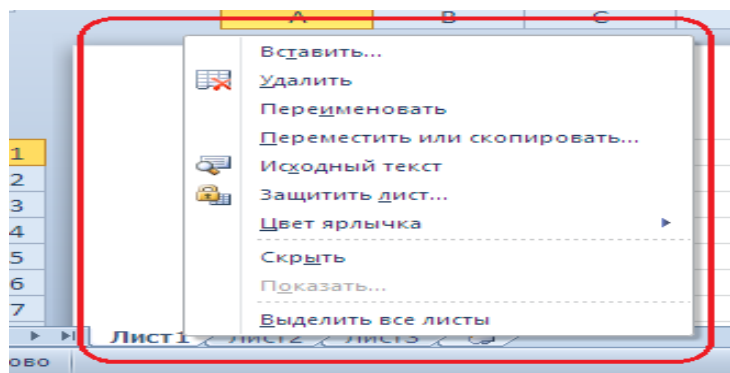 A B C
Вставить...
Удалить
Переименовать
Переместить или скопировать...
1
Исходный текст
2
Защитить лист...
3
Цвет ярлычка
4
5
Скрыть
6
Показать...
7
Выделить все листы
Лист1 Лист2 Лист3
ово